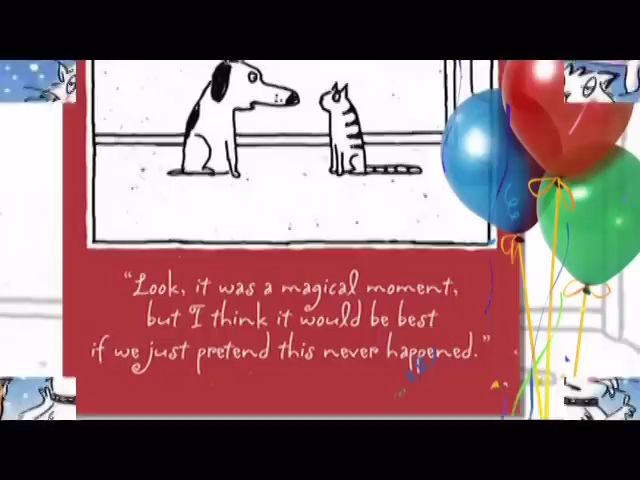 “Look, it was a magical moment,
but I think it would be best
if we just pretend this never happened.”